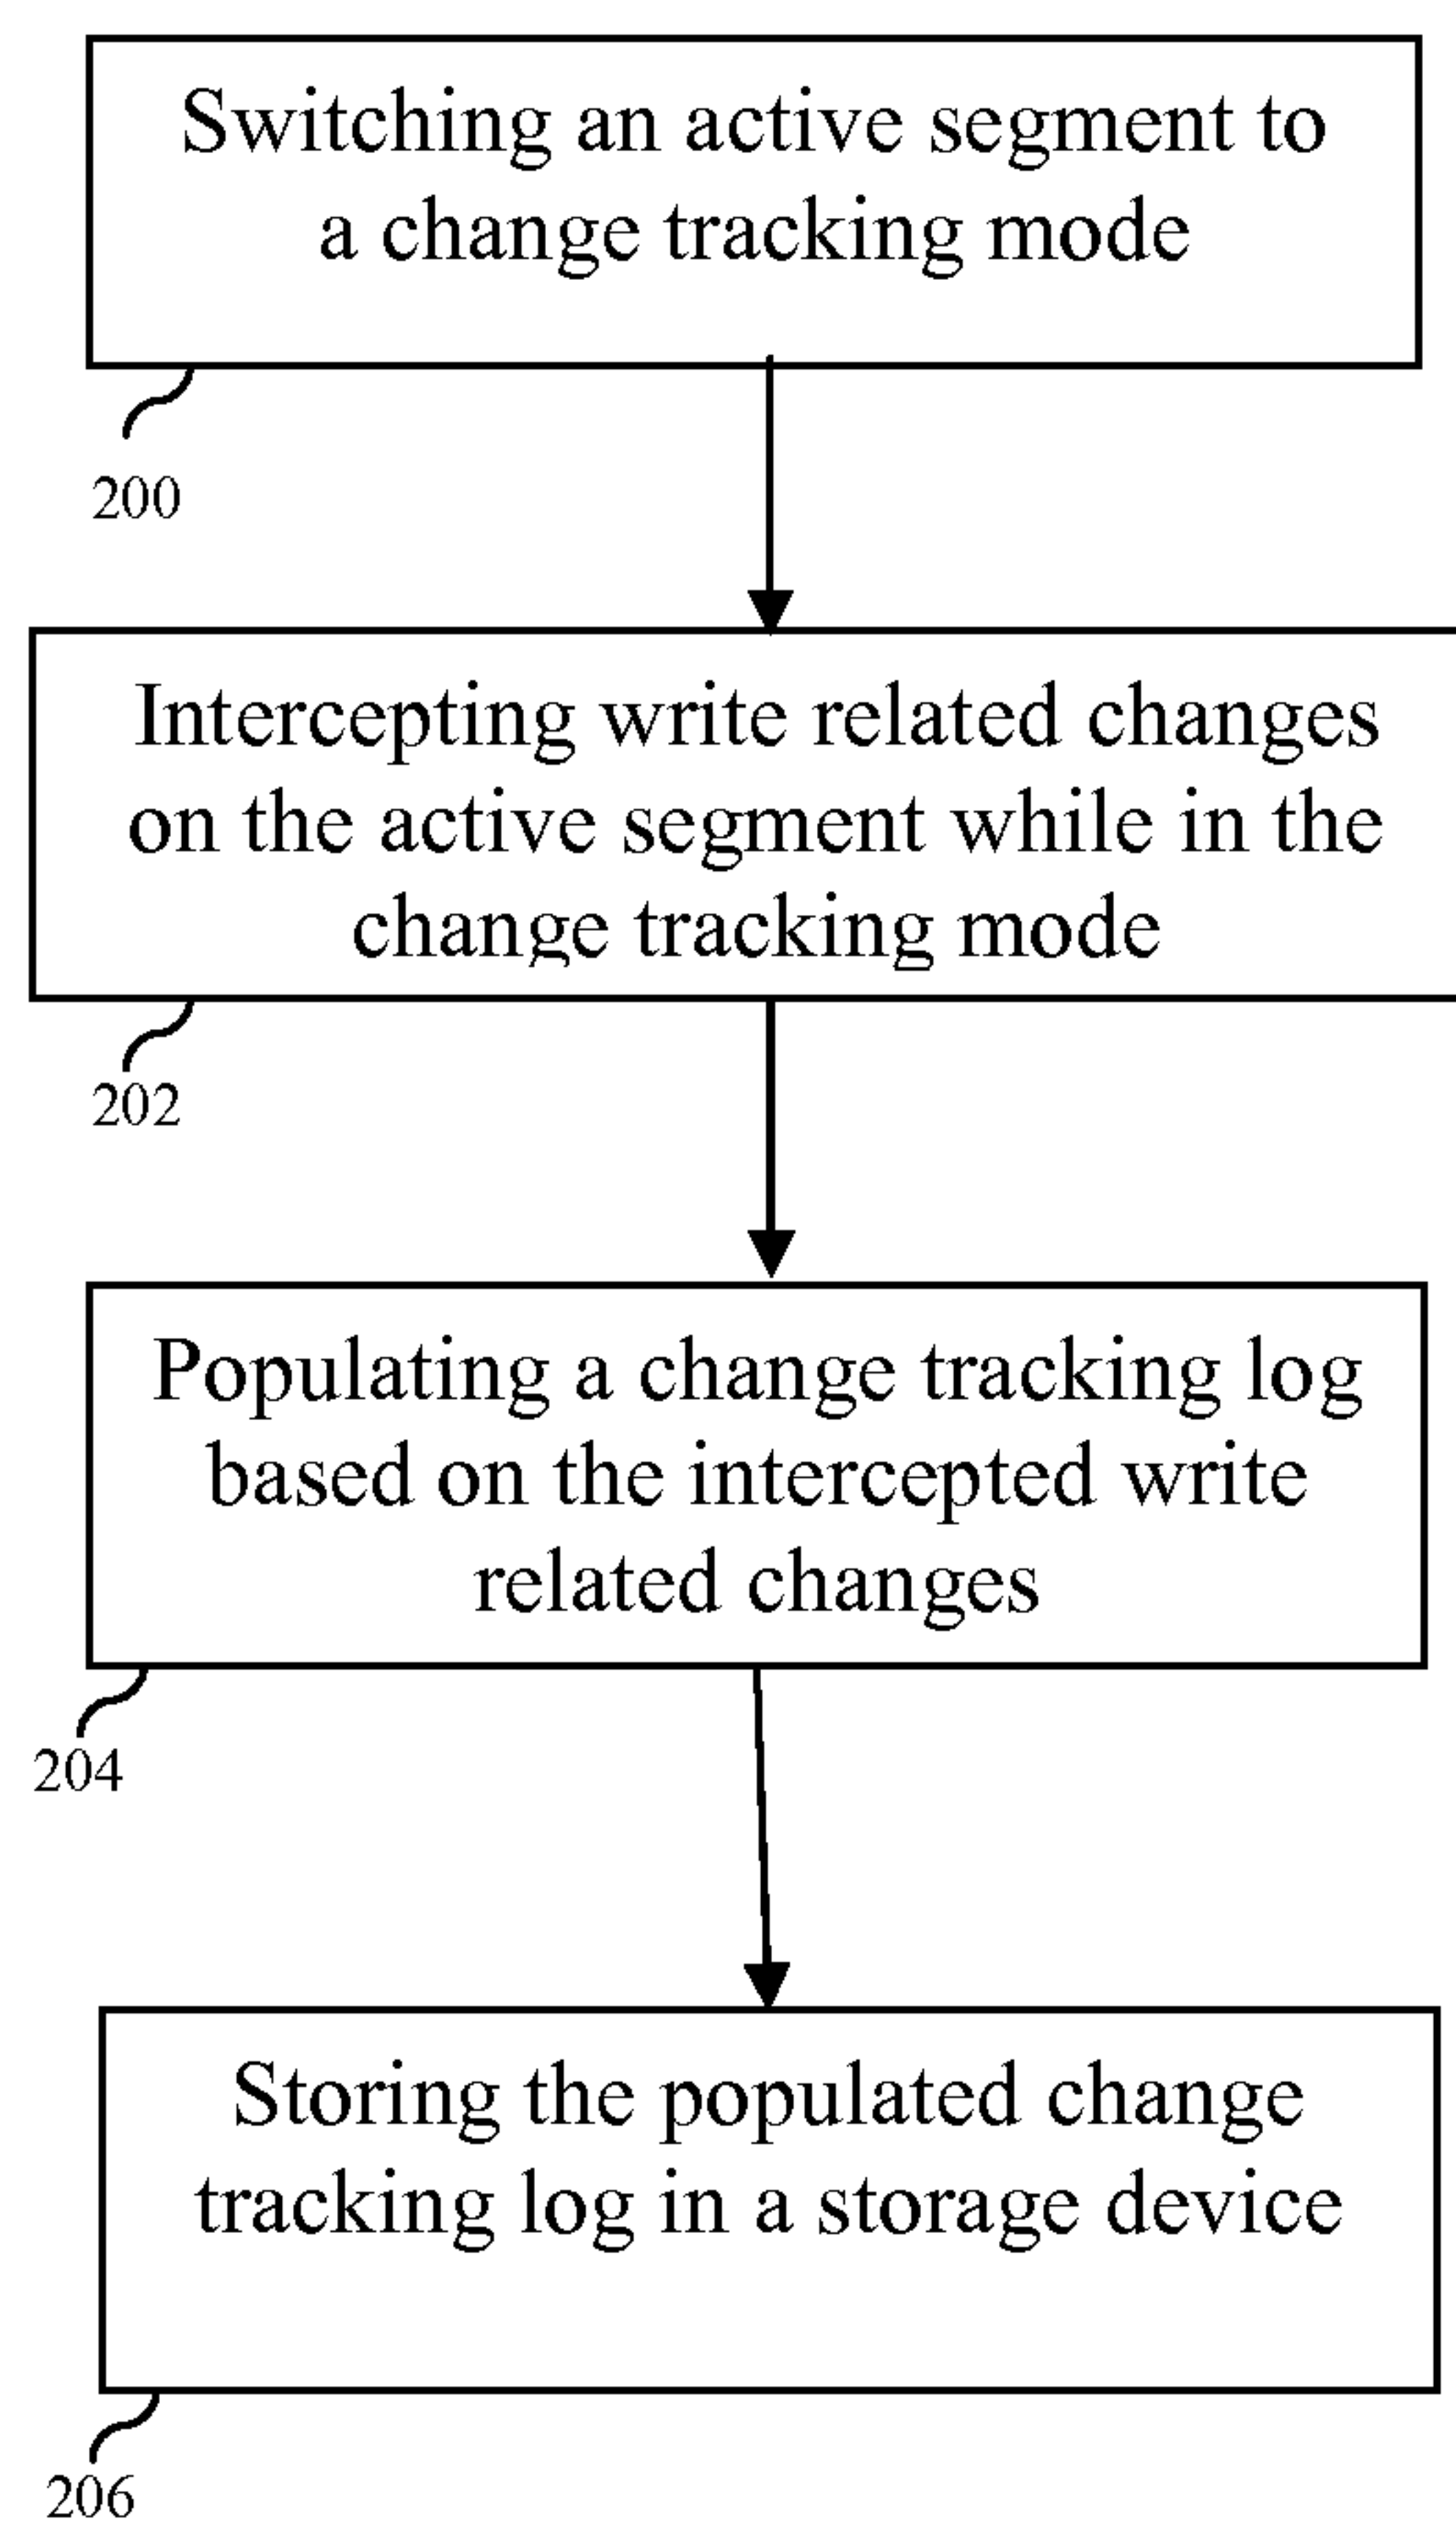 Switching an active segment to
a change tracking mode
200
Intercepting write related changes
on the active segment while in the
change tracking mode
202
Populating a change tracking log
based on the intercepted write
related changes
204
Storing the populated change
tracking log in a storage device
206